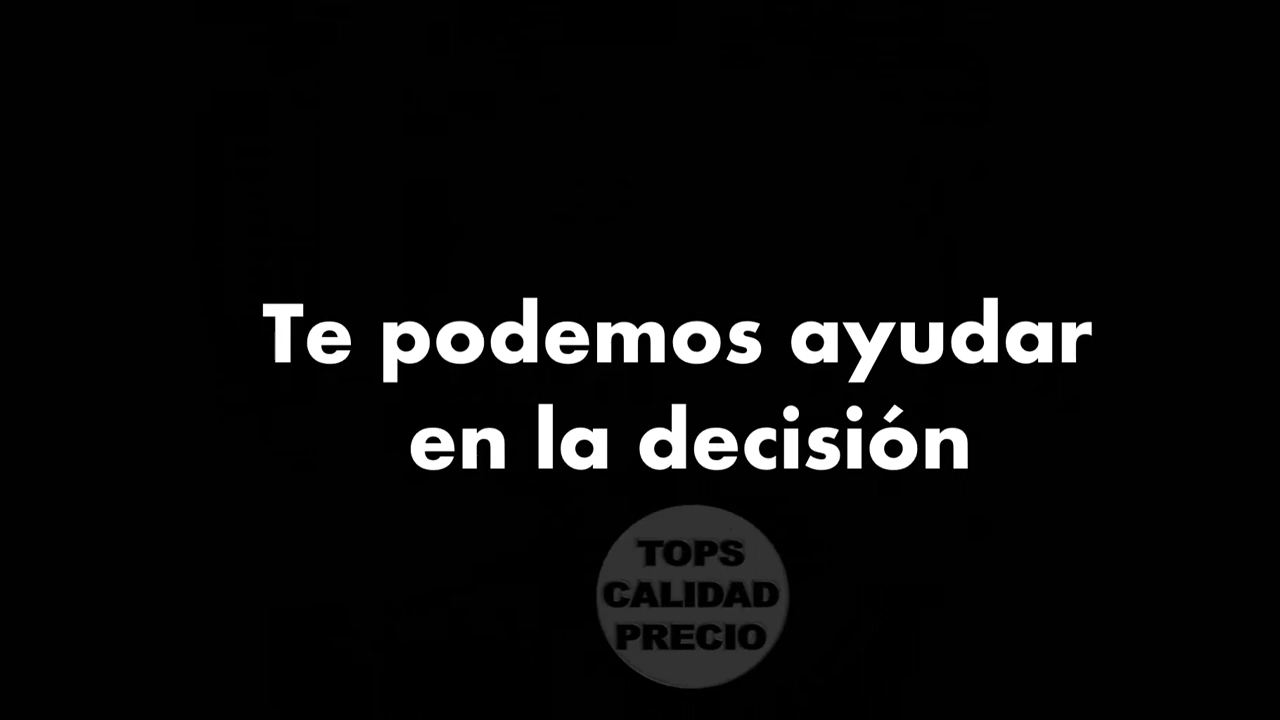 Te podemos ayudar
en la decisión
TOPS
CALIDAD
PRECIO